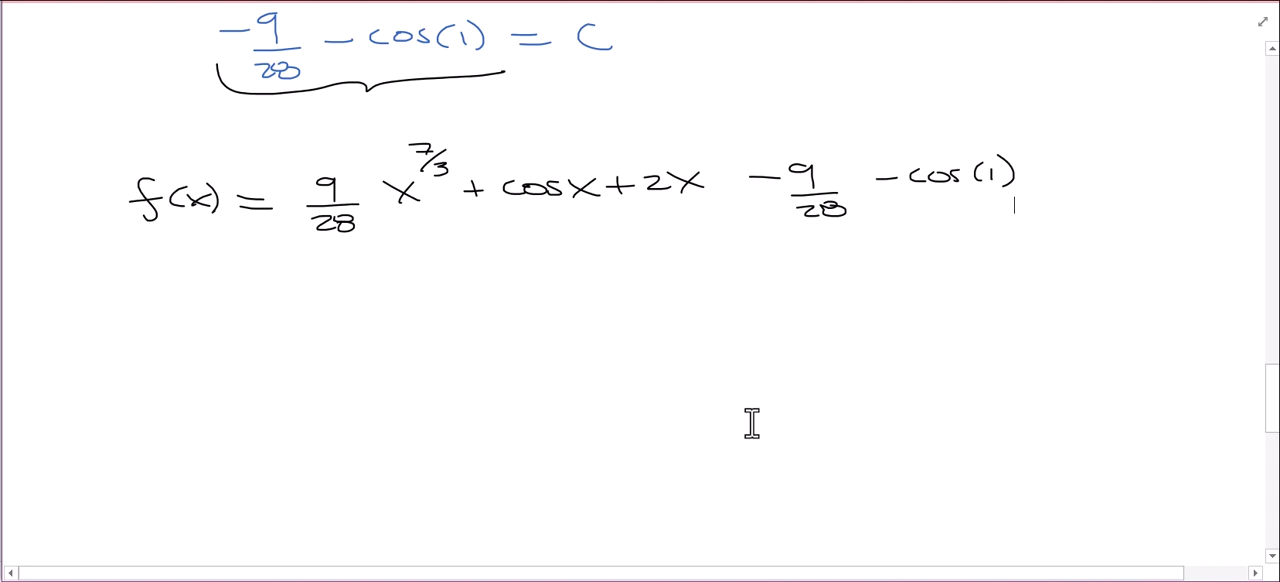 -9/28 - cos(1) = C
f(x) = 9/28 x^7/3 + cosx + 2x - 9/28 - cos(1)